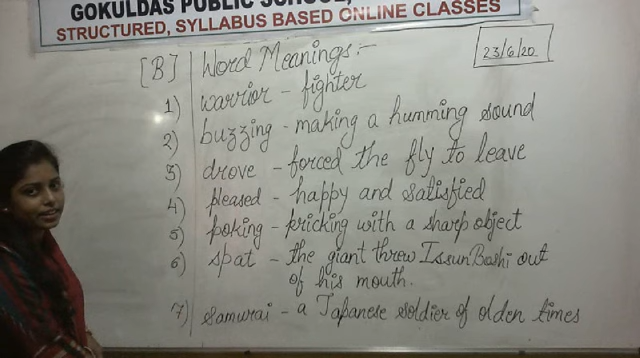 GOKULDAS PUBLIC SCHOOL,
STRUCTURED, SYLLABUS BASED ONLINE CLASSES
23/6/20.
[B] Word Meanings:-
1) warrior - fighter
2) buzzing - making a humming sound
3) drove - forced the fly to leave
4) pleased - happy and satisfied
5) poking - pricking with a sharp object
6) spat - the giant threw Issun Boshi out
of his mouth.
7) samurai - a Japanese soldier of olden times